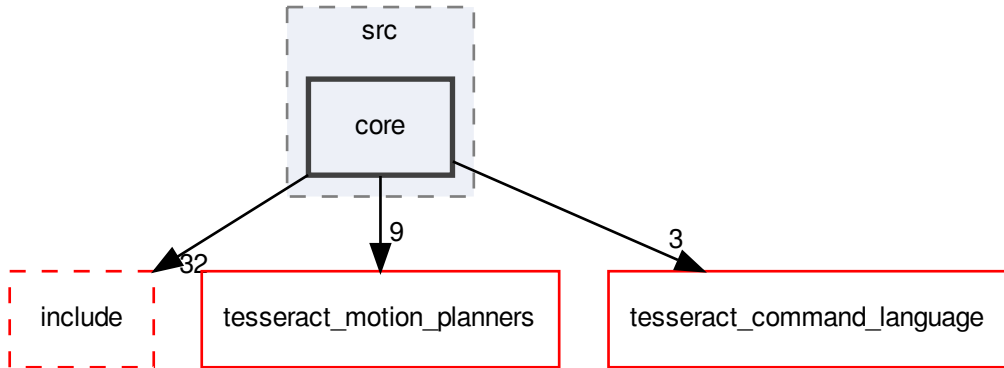 src
core
32
9
3
include
tesseract_motion_planners
tesseract_command_language